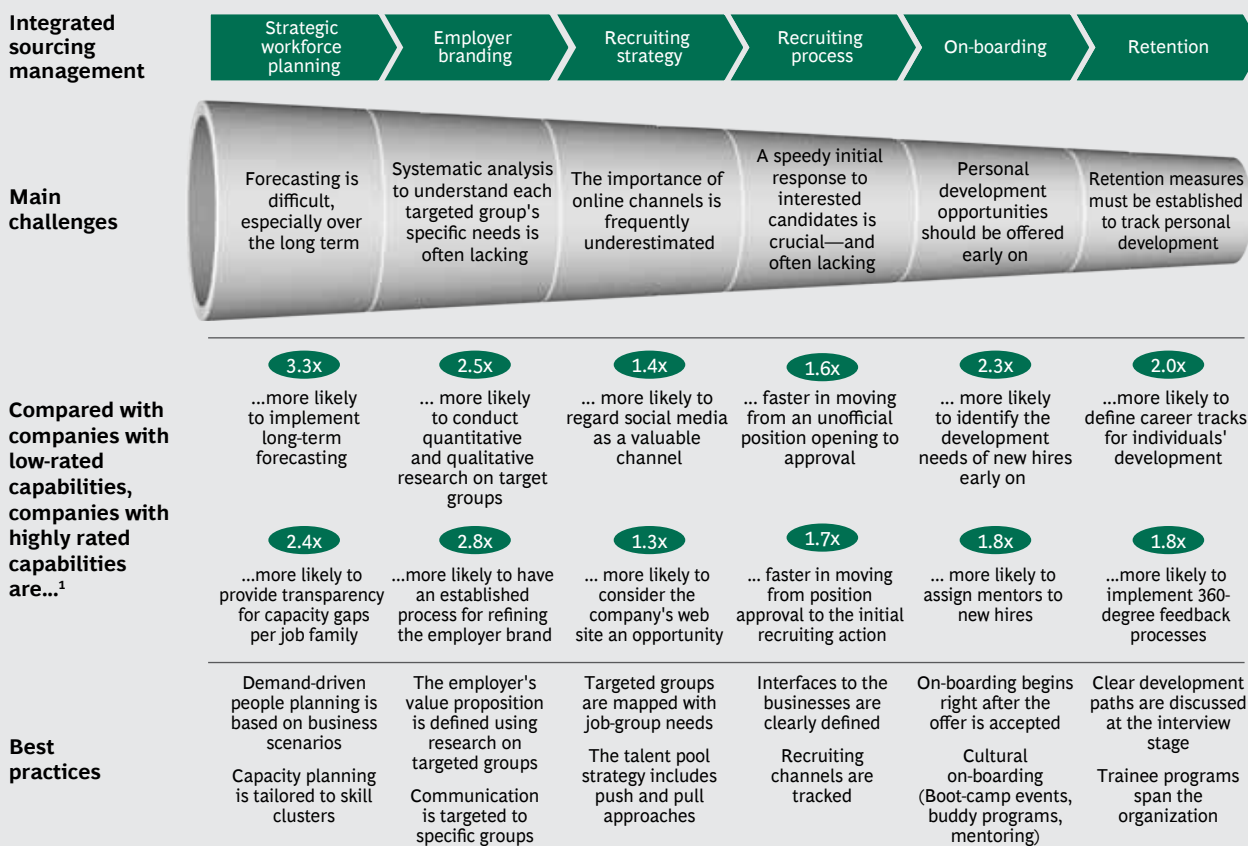 Integrated
sourcing
management
Strategic
workforce
planning
Employer
branding
Recruiting
strategy
Recruiting
process
On-boarding
Retention
Main
challenges
Forecasting is
difficult,
especially over
the long term
Systematic analysis
to understand each
targeted group's
specific needs is
often lacking
The importance of
online channels is
frequently
underestimated
A speedy initial
response to
interested
candidates is
crucial—and
often lacking
Personal
development
opportunities
should be offered
early on
Retention measures
must be established
to track personal
development
Compared with
companies with
low-rated
capabilities,
companies with
highly rated
capabilities
are...¹
3.3x
...more likely
to implement
long-term
forecasting
2.5x
... more likely
to conduct
quantitative
and qualitative
research on target
groups
1.4x
... more likely to
regard social media
as a valuable
channel
1.6x
... faster in moving
from an unofficial
position opening to
approval
2.3x
... more likely
to identify the
development
needs of new hires
early on
2.0x
...more likely to
define career tracks
for individuals'
development
2.4x
...more likely to
provide transparency
for capacity gaps
per job family
2.8x
...more likely to have
an established
process for refining
the employer brand
1.3x
... more likely to
consider the
company's web
site an opportunity
1.7x
... faster in moving
from position
approval to the initial
recruiting action
1.8x
... more likely to
assign mentors to
new hires
1.8x
...more likely to
implement 360-
degree feedback
processes
Best
practices
Demand-driven
people planning is
based on business
scenarios
Capacity planning
is tailored to skill
clusters
The employer's
value proposition
is defined using
research on
targeted groups
Communication
is targeted to
specific groups
Targeted groups
are mapped with
job-group needs
The talent pool
strategy includes
push and pull
approaches
Interfaces to the
businesses are
clearly defined
Recruiting
channels are
tracked
On-boarding begins
right after the
offer is accepted
Cultural
on-boarding
(Boot-camp events,
buddy programs,
mentoring)
Clear development
paths are discussed
at the interview
stage
Trainee programs
span the
organization